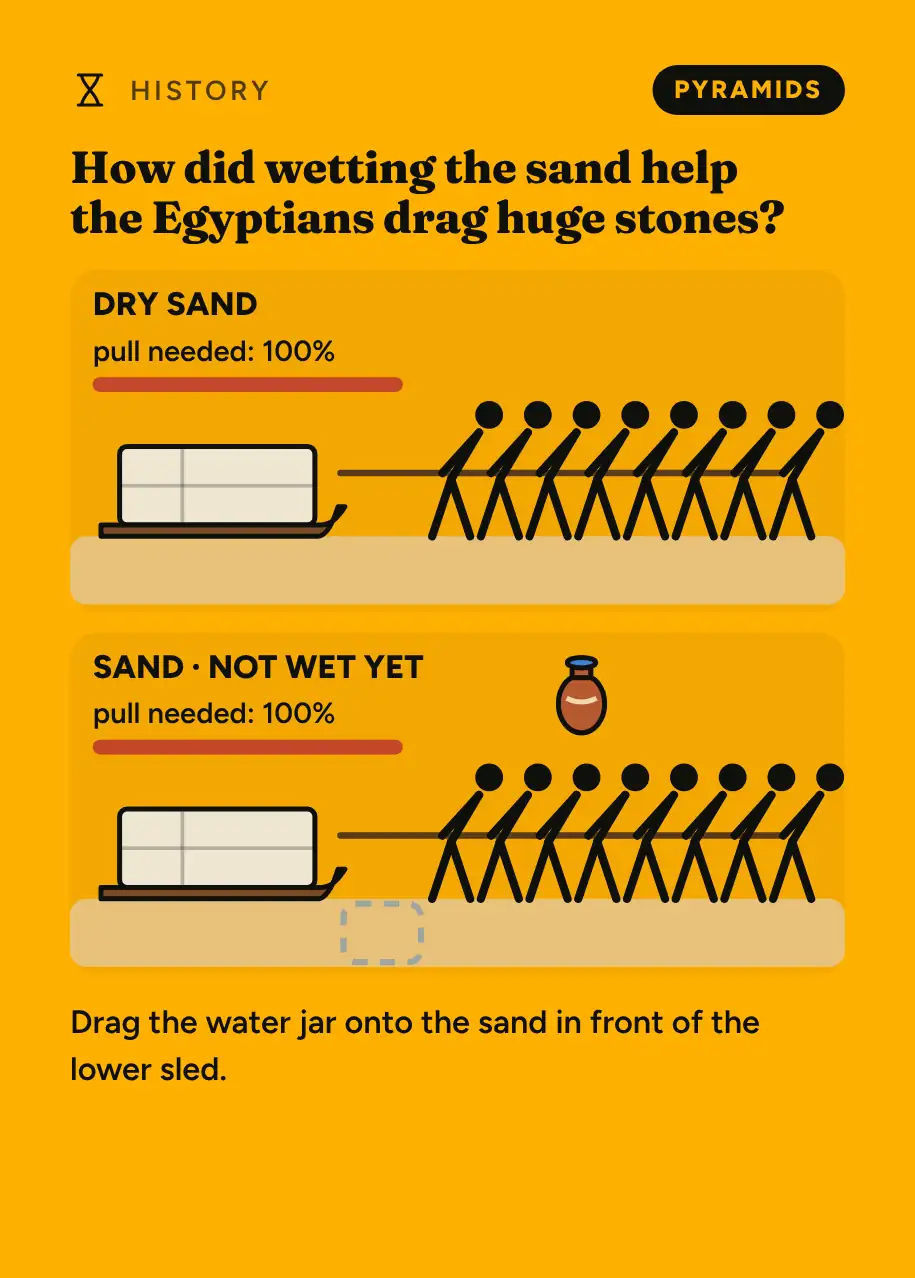 HISTORY
PYRAMIDS
How did wetting the sand help
the Egyptians drag huge stones?
DRY SAND
pull needed: 100%
SAND · NOT WET YET
pull needed: 100%
Drag the water jar onto the sand in front of the
lower sled.